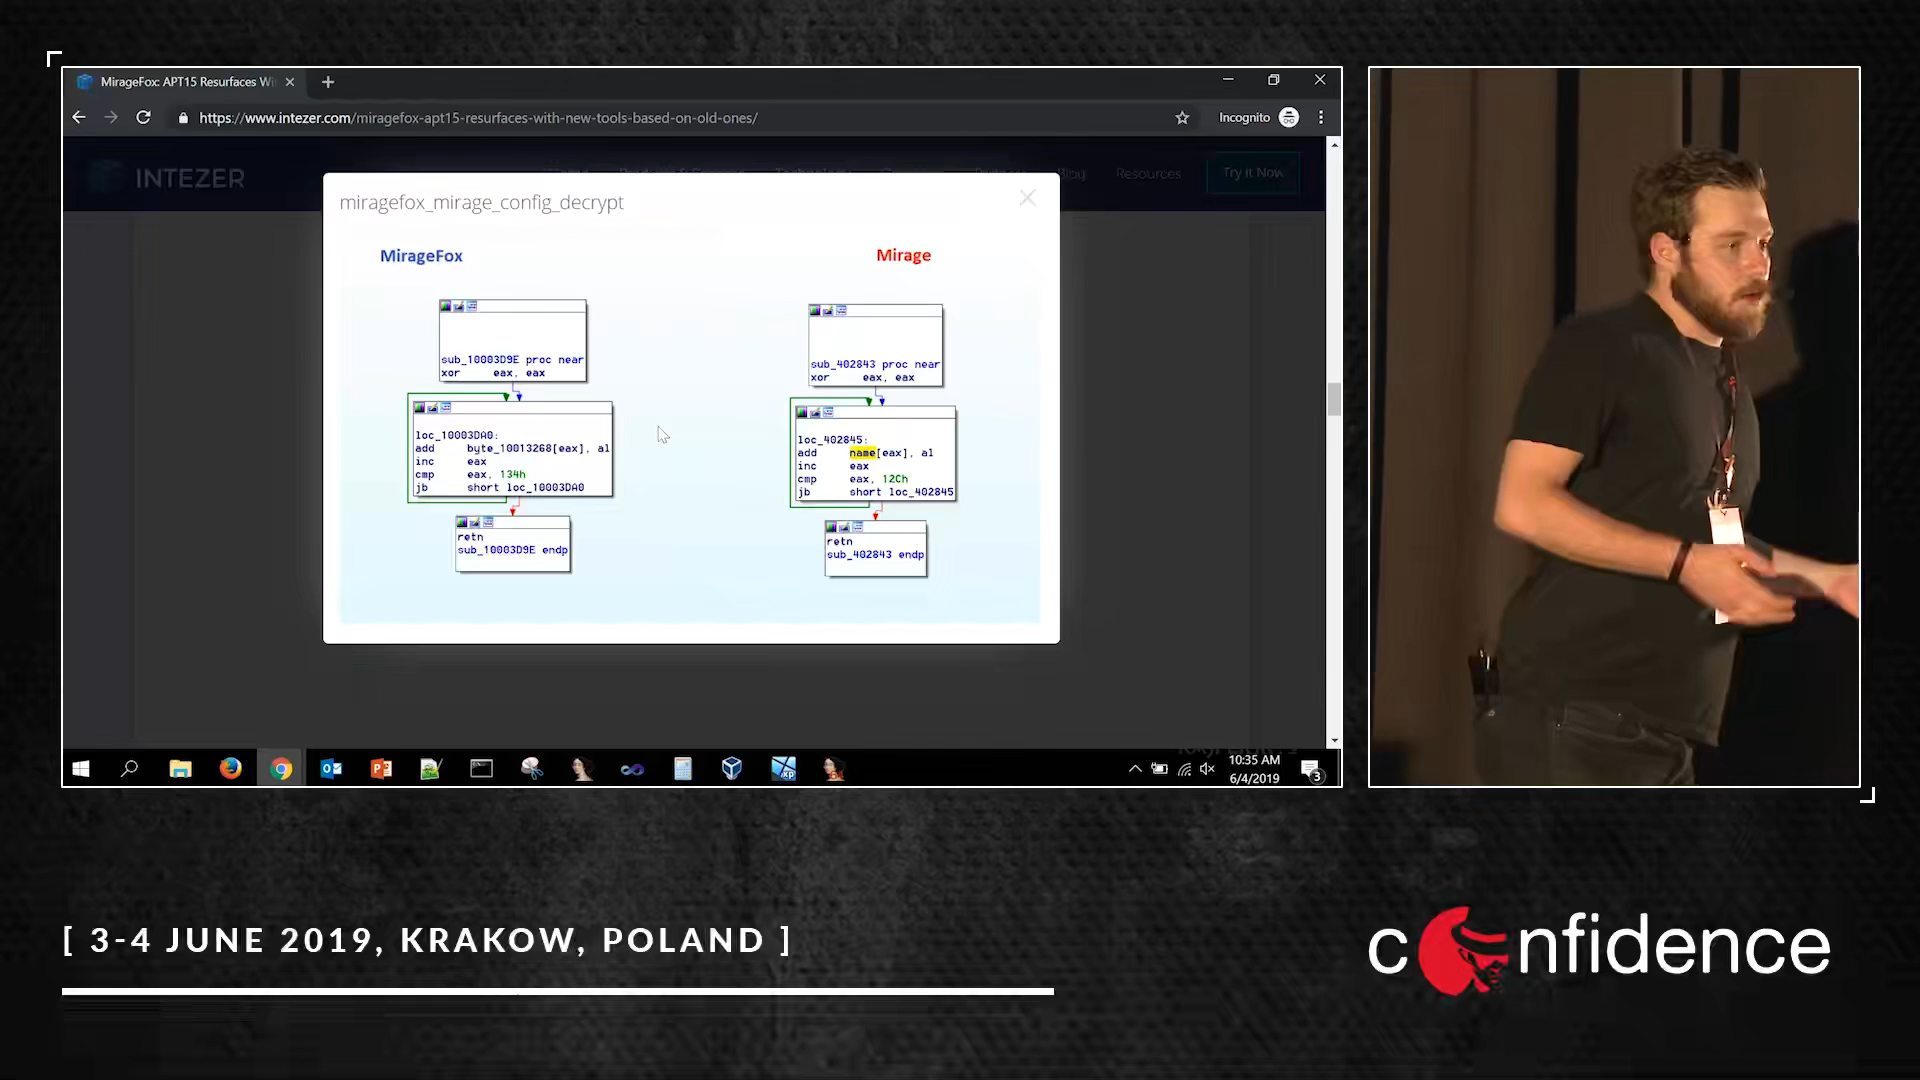 MirageFox: APT15 Resurfaces Wi
https://www.intezer.com/miragefox-apt15-resurfaces-with-new-tools-based-on-old-ones/
Incognito
INTEZER
Blog
Resources
Try it Now
miragefox_mirage_config_decrypt
MirageFox
Mirage
sub_10003D9E proc near
xor eax, eax
loc_10003DA0:
add byte_10013268[eax], al
inc eax
cmp eax, 134h
jb short loc_10003DA0
retn
sub_10003D9E endp
sub_402843 proc near
xor eax, eax
loc_402845:
add name[eax], al
inc eax
cmp eax, 12Ch
jb short loc_402845
retn
sub_402843 endp
10:35 AM
6/4/2019
3
[ 3-4 JUNE 2019, KRAKOW, POLAND ]
confidence